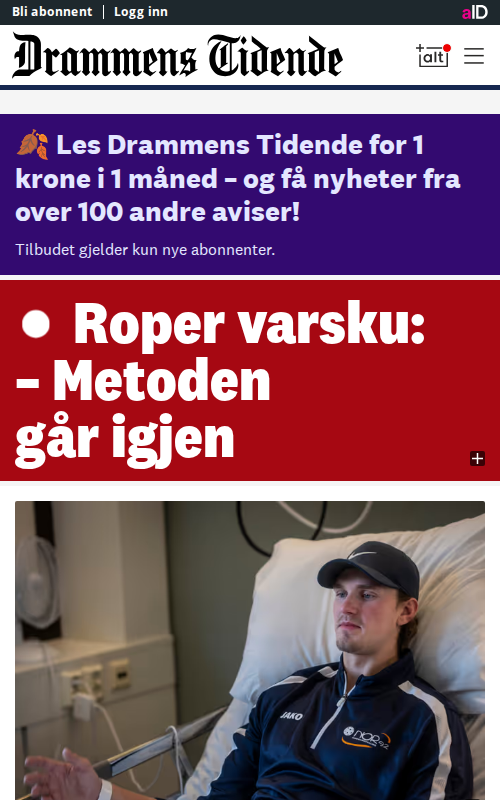 Bli abonnent | Logg inn
aID
Drammens Tidende
+alt
🍂 Les Drammens Tidende for 1
krone i 1 måned – og få nyheter fra
over 100 andre aviser!
Tilbudet gjelder kun nye abonnenter.
Roper varsku:
– Metoden
går igjen
+
JAKO